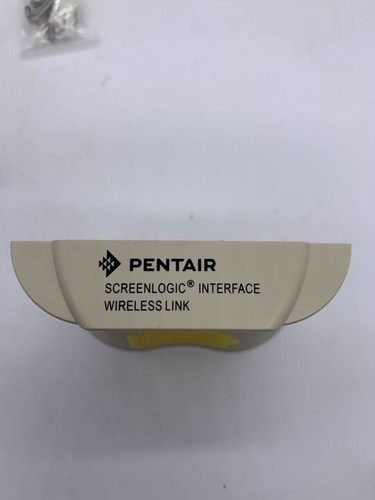 PENTAIR
SCREENLOGIC® INTERFACE
WIRELESS LINK